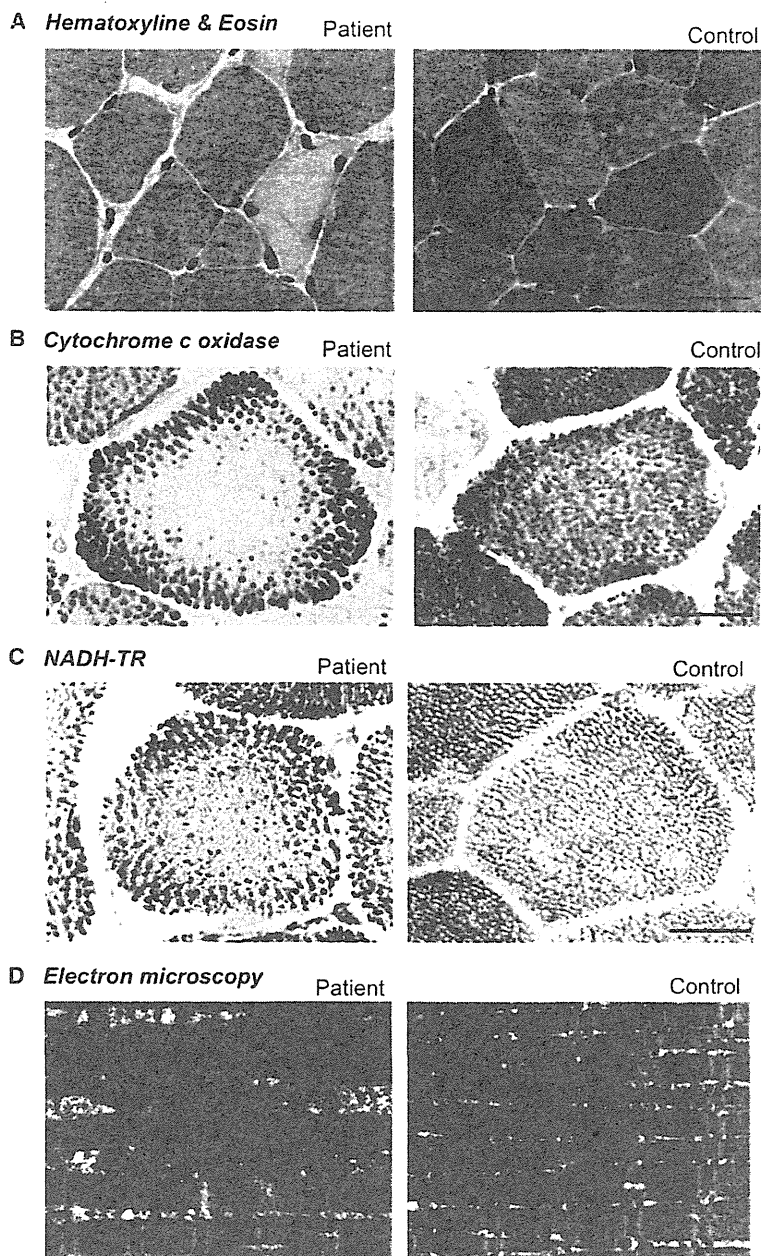 A Hematoxyline & Eosin Patient Control
B Cytochrome c oxidase Patient Control
C NADH-TR Patient Control
D Electron microscopy Patient Control